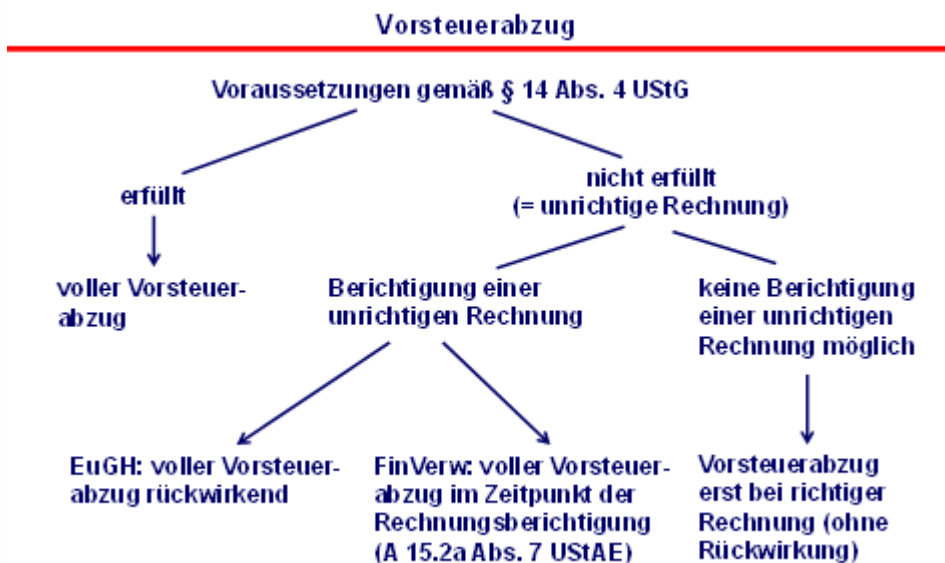 Vorsteuerabzug
Voraussetzungen gemäß § 14 Abs. 4 UStG
erfüllt
nicht erfüllt
(= unrichtige Rechnung)
voller Vorsteuer-
abzug
Berichtigung einer
unrichtigen Rechnung
keine Berichtigung
einer unrichtigen
Rechnung möglich
EuGH: voller Vorsteuer-
abzug rückwirkend
FinVerw: voller Vorsteuer-
abzug im Zeitpunkt der
Rechnungsberichtigung
(A 15.2a Abs. 7 UStAE)
Vorsteuerabzug
erst bei richtiger
Rechnung (ohne
Rückwirkung)